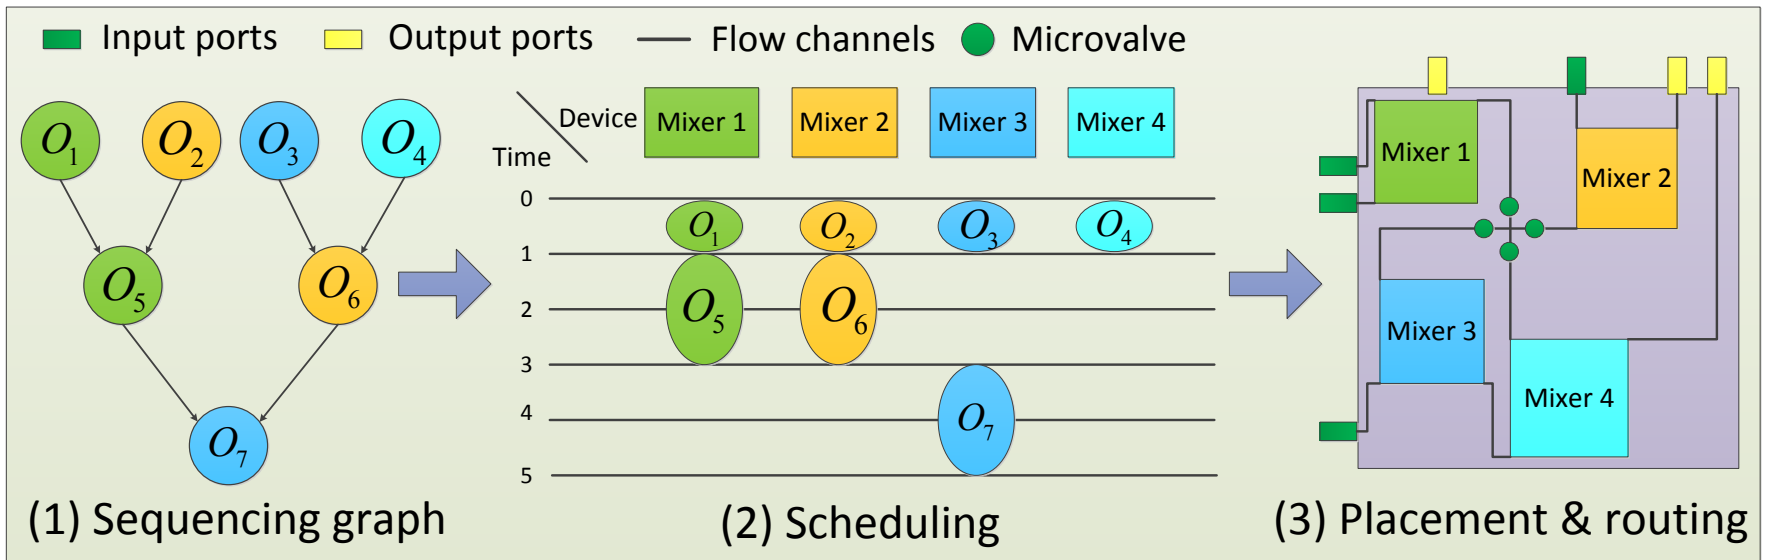 Input ports Output ports Flow channels Microvalve
O1 O2 O3 O4
O5 O6
O7
(1) Sequencing graph
Device Mixer 1 Mixer 2 Mixer 3 Mixer 4
Time
0
O1 O2 O3 O4
1
2 O5 O6
3
4 O7
5
(2) Scheduling
Mixer 1
Mixer 2
Mixer 3
Mixer 4
(3) Placement & routing